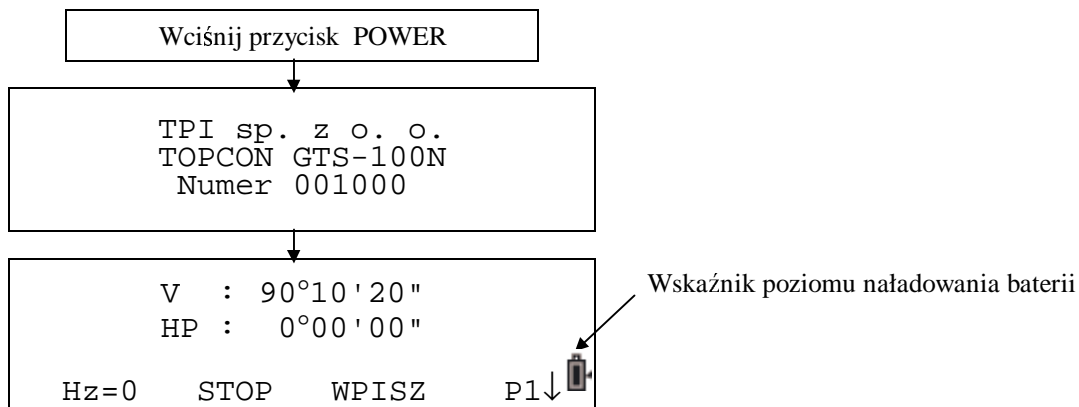 Wciśnij przycisk POWER
TPI sp. z o. o.
TOPCON GTS-100N
Numer 001000
V : 90°10'20"
HP : 0°00'00"
Wskaźnik poziomu naładowania baterii
Hz=0 STOP WPISZ P1↓